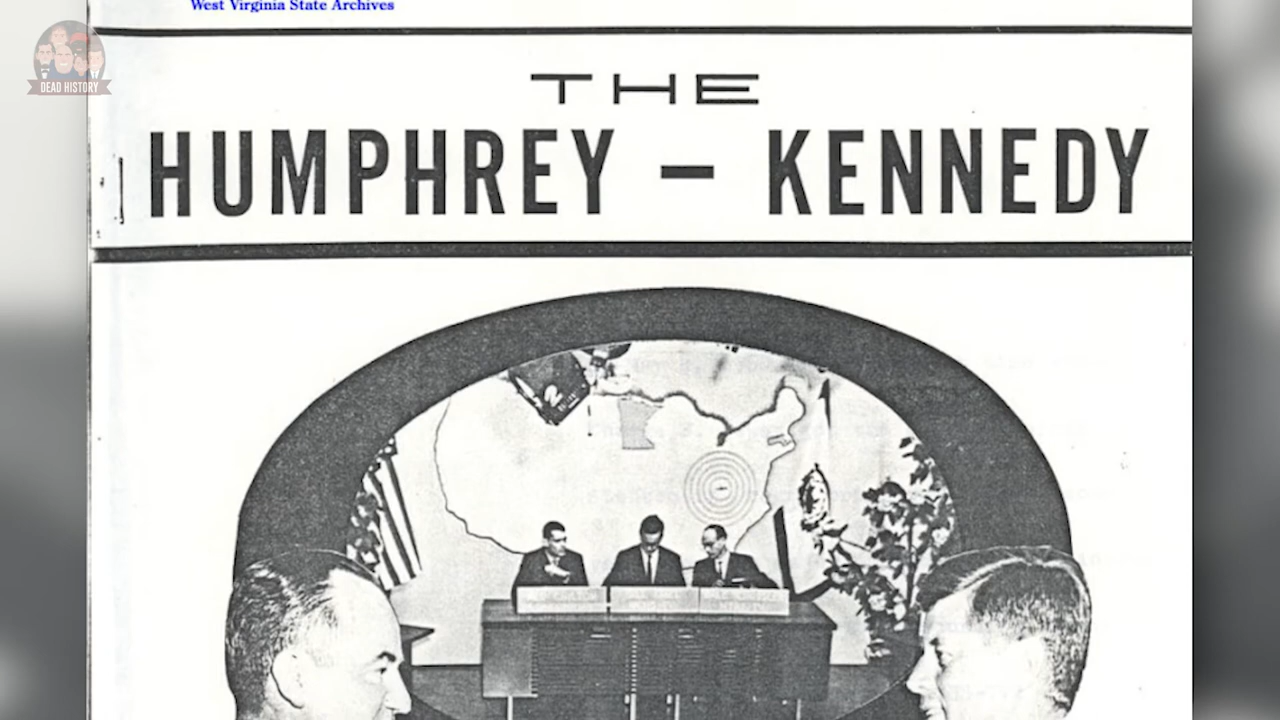 West Virginia State Archives
DEAD HISTORY
THE
HUMPHREY – KENNEDY